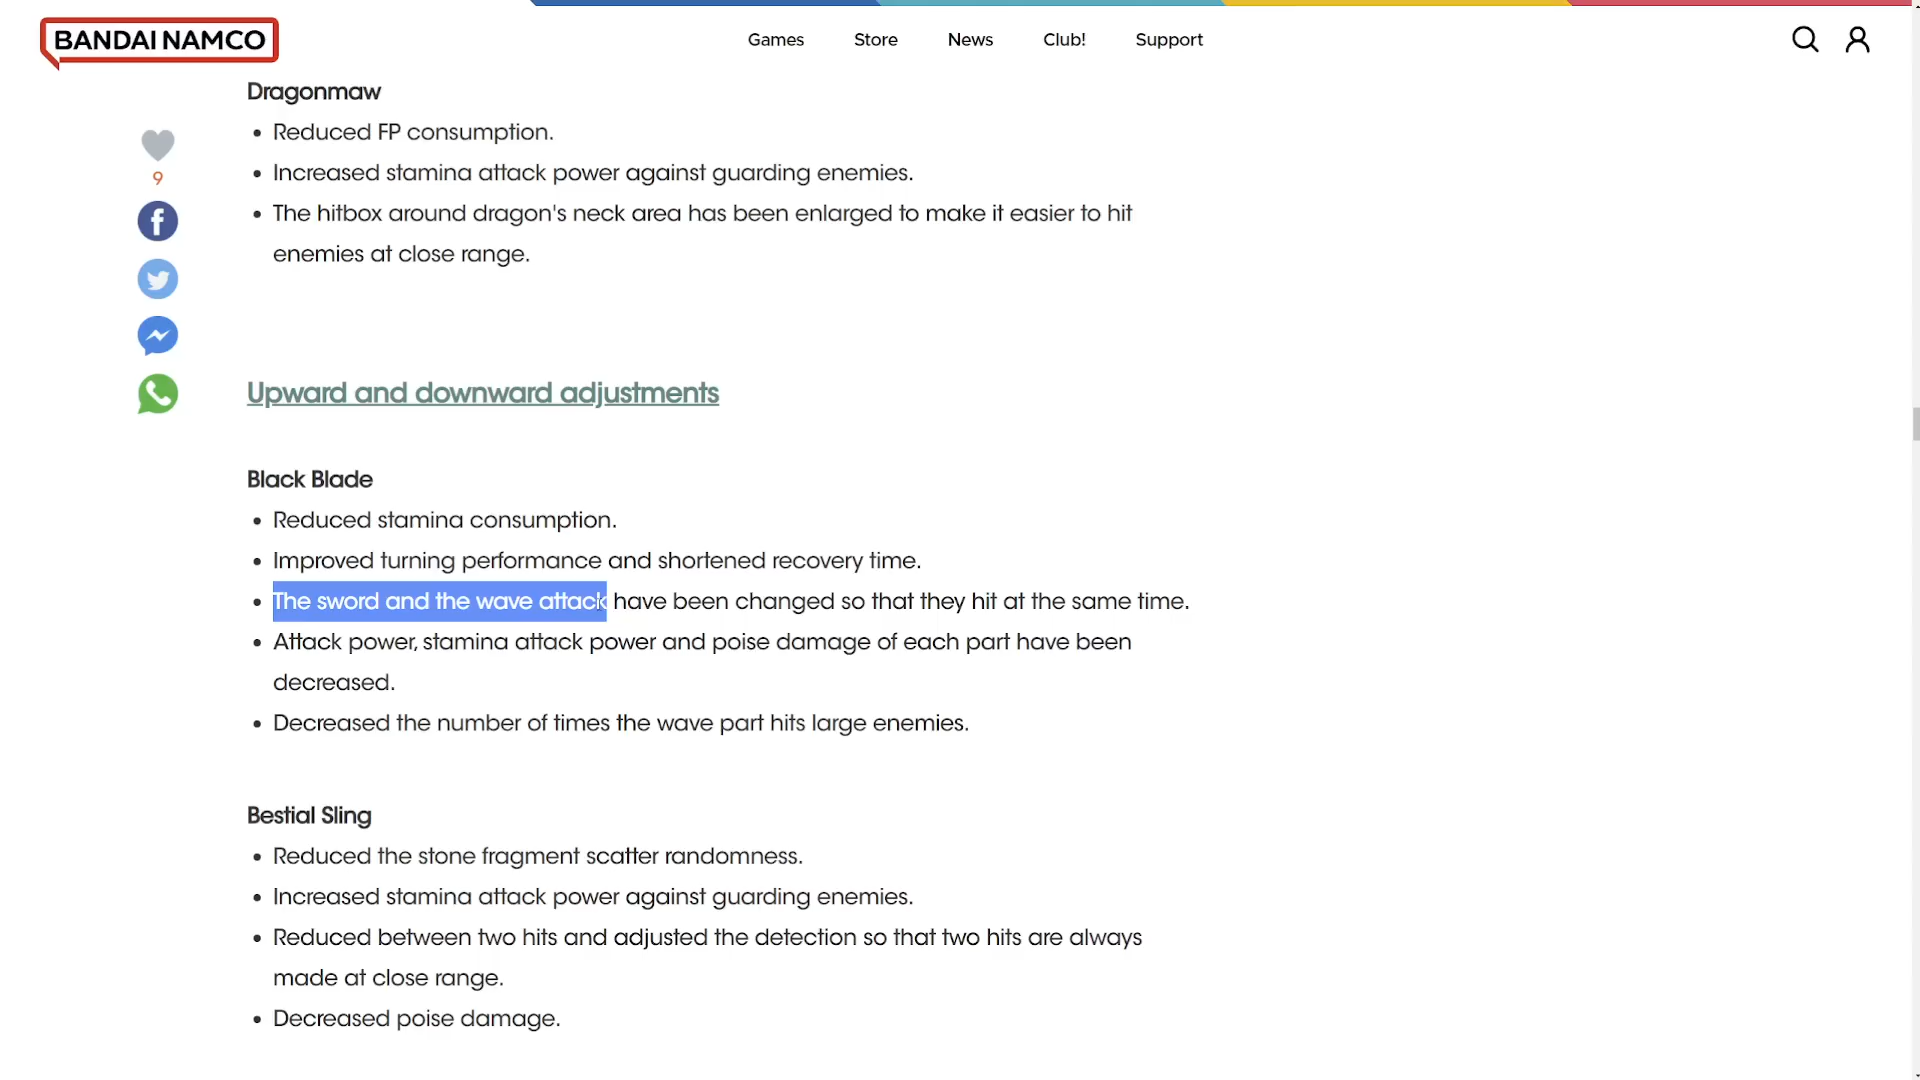 BANDAI NAMCO
Games Store News Club! Support
Dragonmaw
• Reduced FP consumption.
• Increased stamina attack power against guarding enemies.
• The hitbox around dragon's neck area has been enlarged to make it easier to hit
enemies at close range.
9
Upward and downward adjustments
Black Blade
• Reduced stamina consumption.
• Improved turning performance and shortened recovery time.
• The sword and the wave attack have been changed so that they hit at the same time.
• Attack power, stamina attack power and poise damage of each part have been
decreased.
• Decreased the number of times the wave part hits large enemies.
Bestial Sling
• Reduced the stone fragment scatter randomness.
• Increased stamina attack power against guarding enemies.
• Reduced between two hits and adjusted the detection so that two hits are always
made at close range.
• Decreased poise damage.